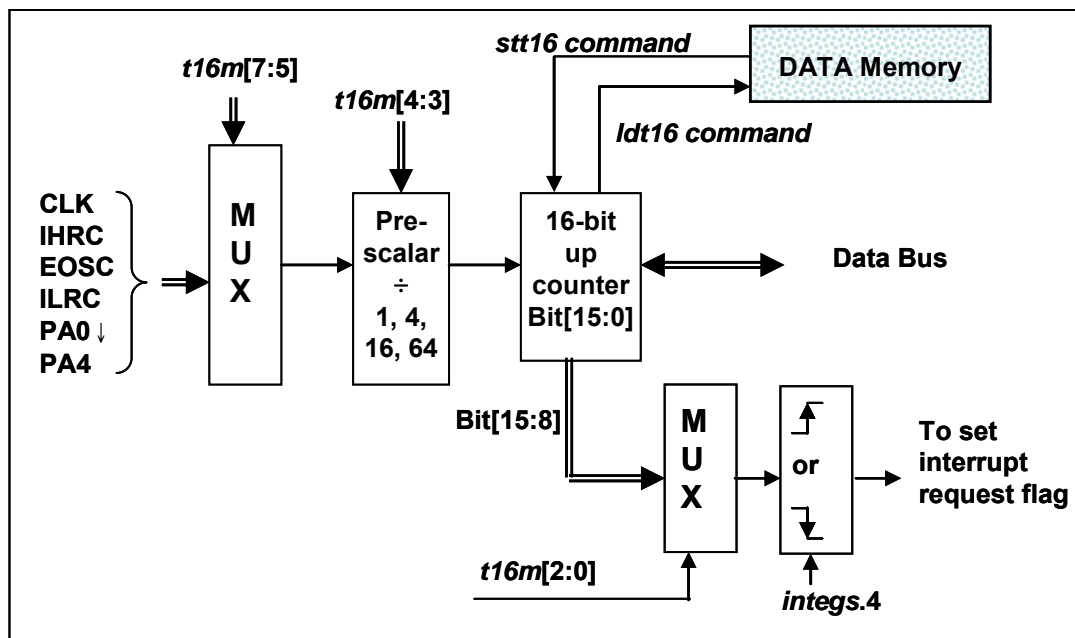 stt16 command
DATA Memory
t16m[7:5]
t16m[4:3]
ldt16 command
CLK
IHRC
EOSC
ILRC
PA0 ↓
PA4
M
U
X
Pre-
scalar
÷
1, 4,
16, 64
16-bit
up
counter
Bit[15:0]
Data Bus
Bit[15:8]
M
U
X
or
To set
interrupt
request flag
t16m[2:0]
integs.4